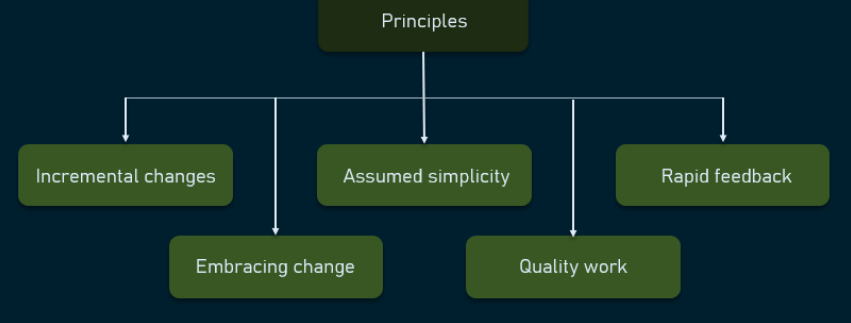 Principles
Incremental changes
Assumed simplicity
Rapid feedback
Embracing change
Quality work